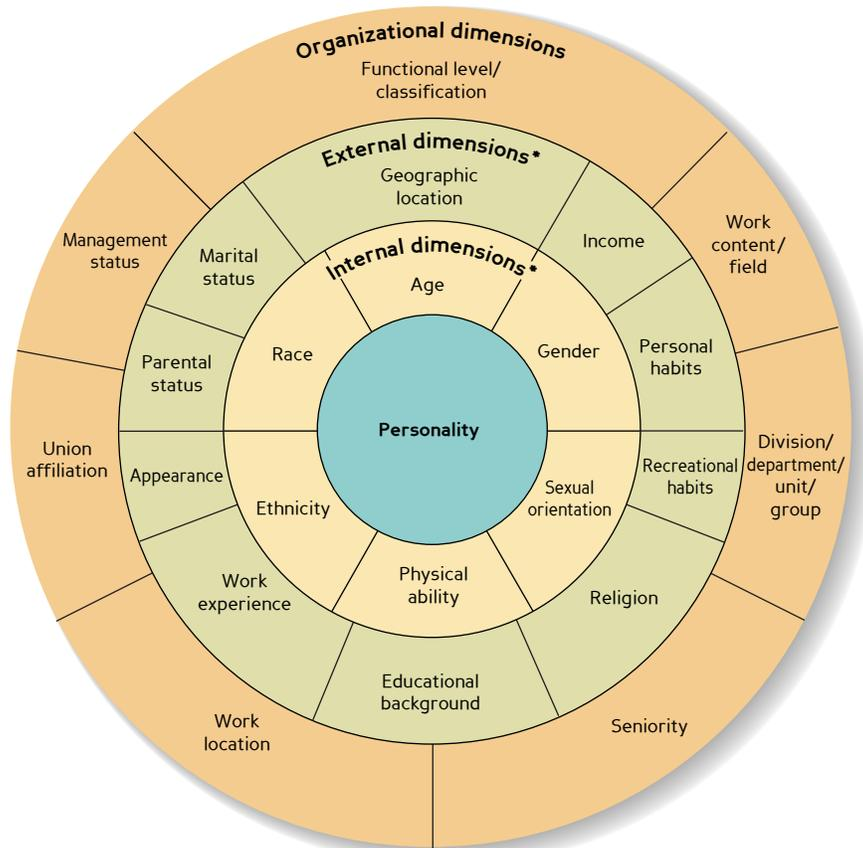 Organizational dimensions
Functional level/
classification
External dimensions*
Geographic
location
Internal dimensions*
Age
Management
status
Marital
status
Income
Work
content/
field
Race
Gender
Parental
status
Personal
habits
Personality
Union
affiliation
Appearance
Ethnicity
Sexual
orientation
Recreational
habits
Division/
department/
unit/
group
Physical
ability
Work
experience
Religion
Educational
background
Work
location
Seniority